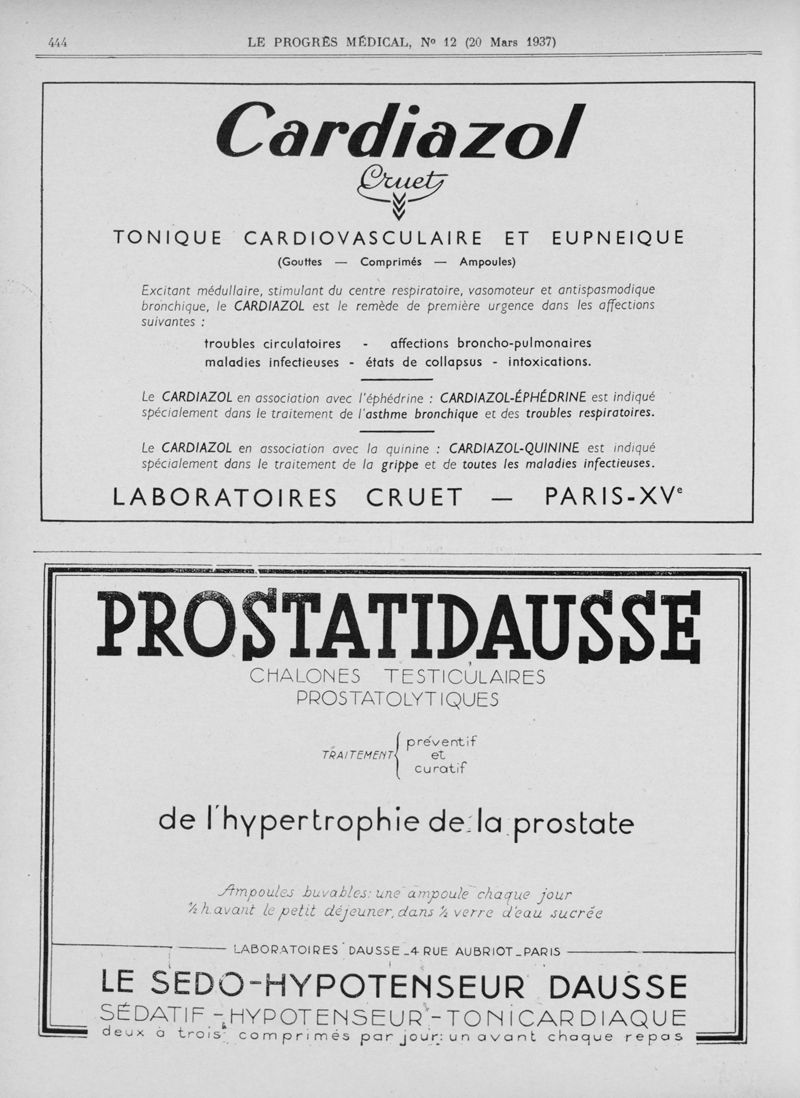 444
LE PROGRÈS MÉDICAL, No 12 (20 Mars 1937)
Cardiazol
Cruet
TONIQUE CARDIOVASCULAIRE ET EUPNEIQUE
(Gouttes — Comprimés — Ampoules)
Excitant médullaire, stimulant du centre respiratoire, vasomoteur et antispasmodique
bronchique, le CARDIAZOL est le remède de première urgence dans les affections
suivantes :
troubles circulatoires - affections broncho-pulmonaires
maladies infectieuses - états de collapsus - intoxications.
Le CARDIAZOL en association avec l'éphédrine : CARDIAZOL-ÉPHÉDRINE est indiqué
spécialement dans le traitement de l'asthme bronchique et des troubles respiratoires.
Le CARDIAZOL en association avec la quinine : CARDIAZOL-QUININE est indiqué
spécialement dans le traitement de la grippe et de toutes les maladies infectieuses.
LABORATOIRES CRUET — PARIS-XVe
PROSTATIDAUSSE
CHALONES TESTICULAIRES
PROSTATOLYTIQUES
TRAITEMENT { préventif
et
curatif
de l'hypertrophie de la prostate
Ampoules buvables: une ampoule chaque jour
½ h. avant le petit déjeuner, dans ½ verre d'eau sucrée
LABORATOIRES DAUSSE _ 4 RUE AUBRIOT _ PARIS
LE SEDO-HYPOTENSEUR DAUSSE
SÉDATIF - HYPOTENSEUR - TONICARDIAQUE
deux à trois comprimés par jour: un avant chaque repas